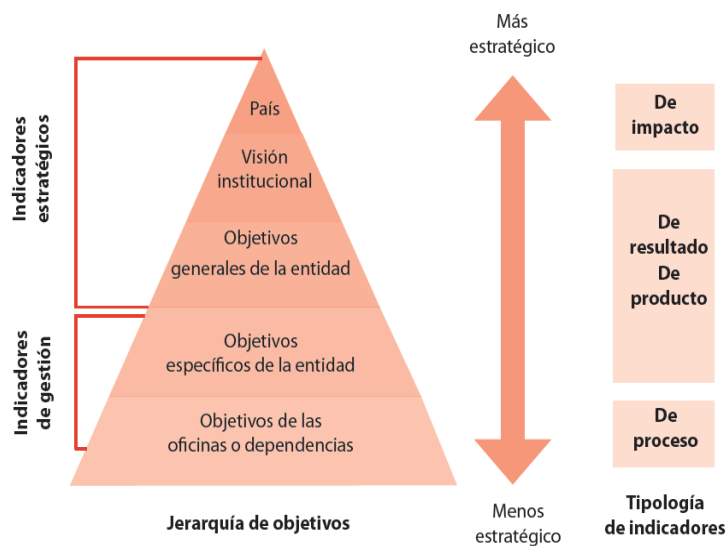 Indicadores
estratégicos
Indicadores
de gestión
País
Visión
institucional
Objetivos
generales de la entidad
Objetivos
específicos de la entidad
Objetivos de las
oficinas o dependencias
Jerarquía de objetivos
Más
estratégico
Menos
estratégico
De
impacto
De
resultado
De
producto
De
proceso
Tipología
de indicadores